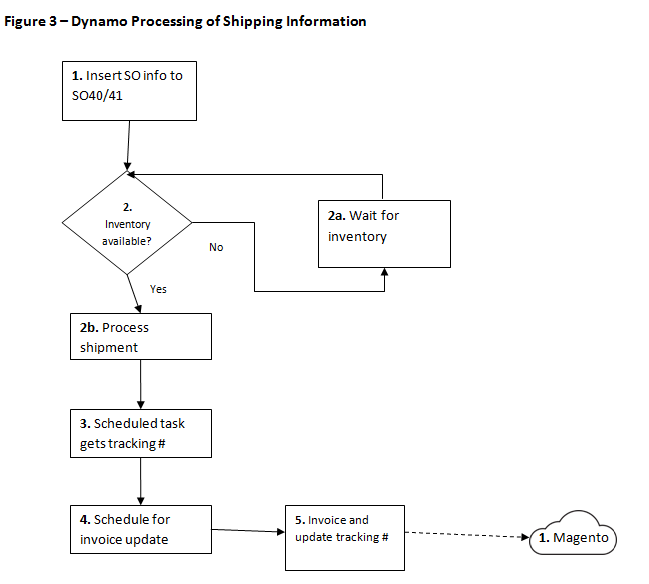 Figure 3 – Dynamo Processing of Shipping Information
1. Insert SO info to
SO40/41
2.
Inventory
available?
2a. Wait for
inventory
No
Yes
2b. Process
shipment
3. Scheduled task
gets tracking #
4. Schedule for
invoice update
5. Invoice and
update tracking #
1. Magento